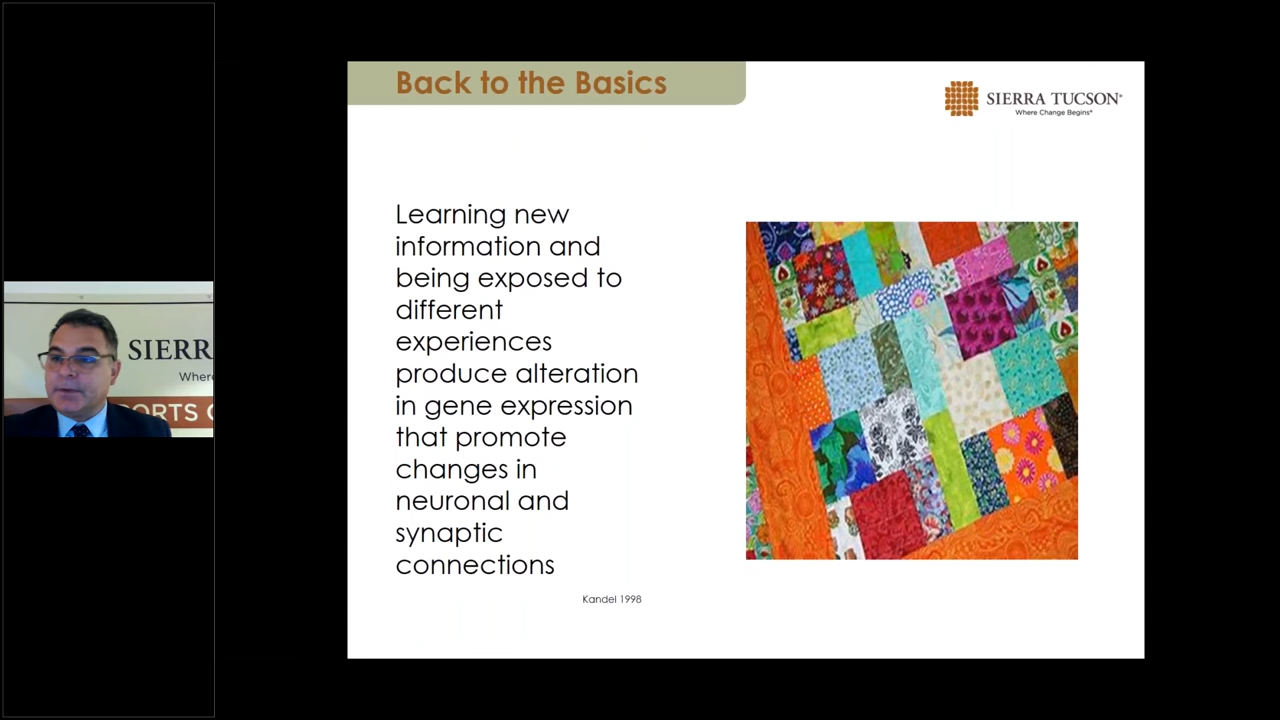 Back to the Basics
SIERRA TUCSON®
Where Change Begins®
Learning new
information and
being exposed to
different
experiences
produce alteration
in gene expression
that promote
changes in
neuronal and
synaptic
connections
Kandel 1998
SIERR
Wher
ORTS